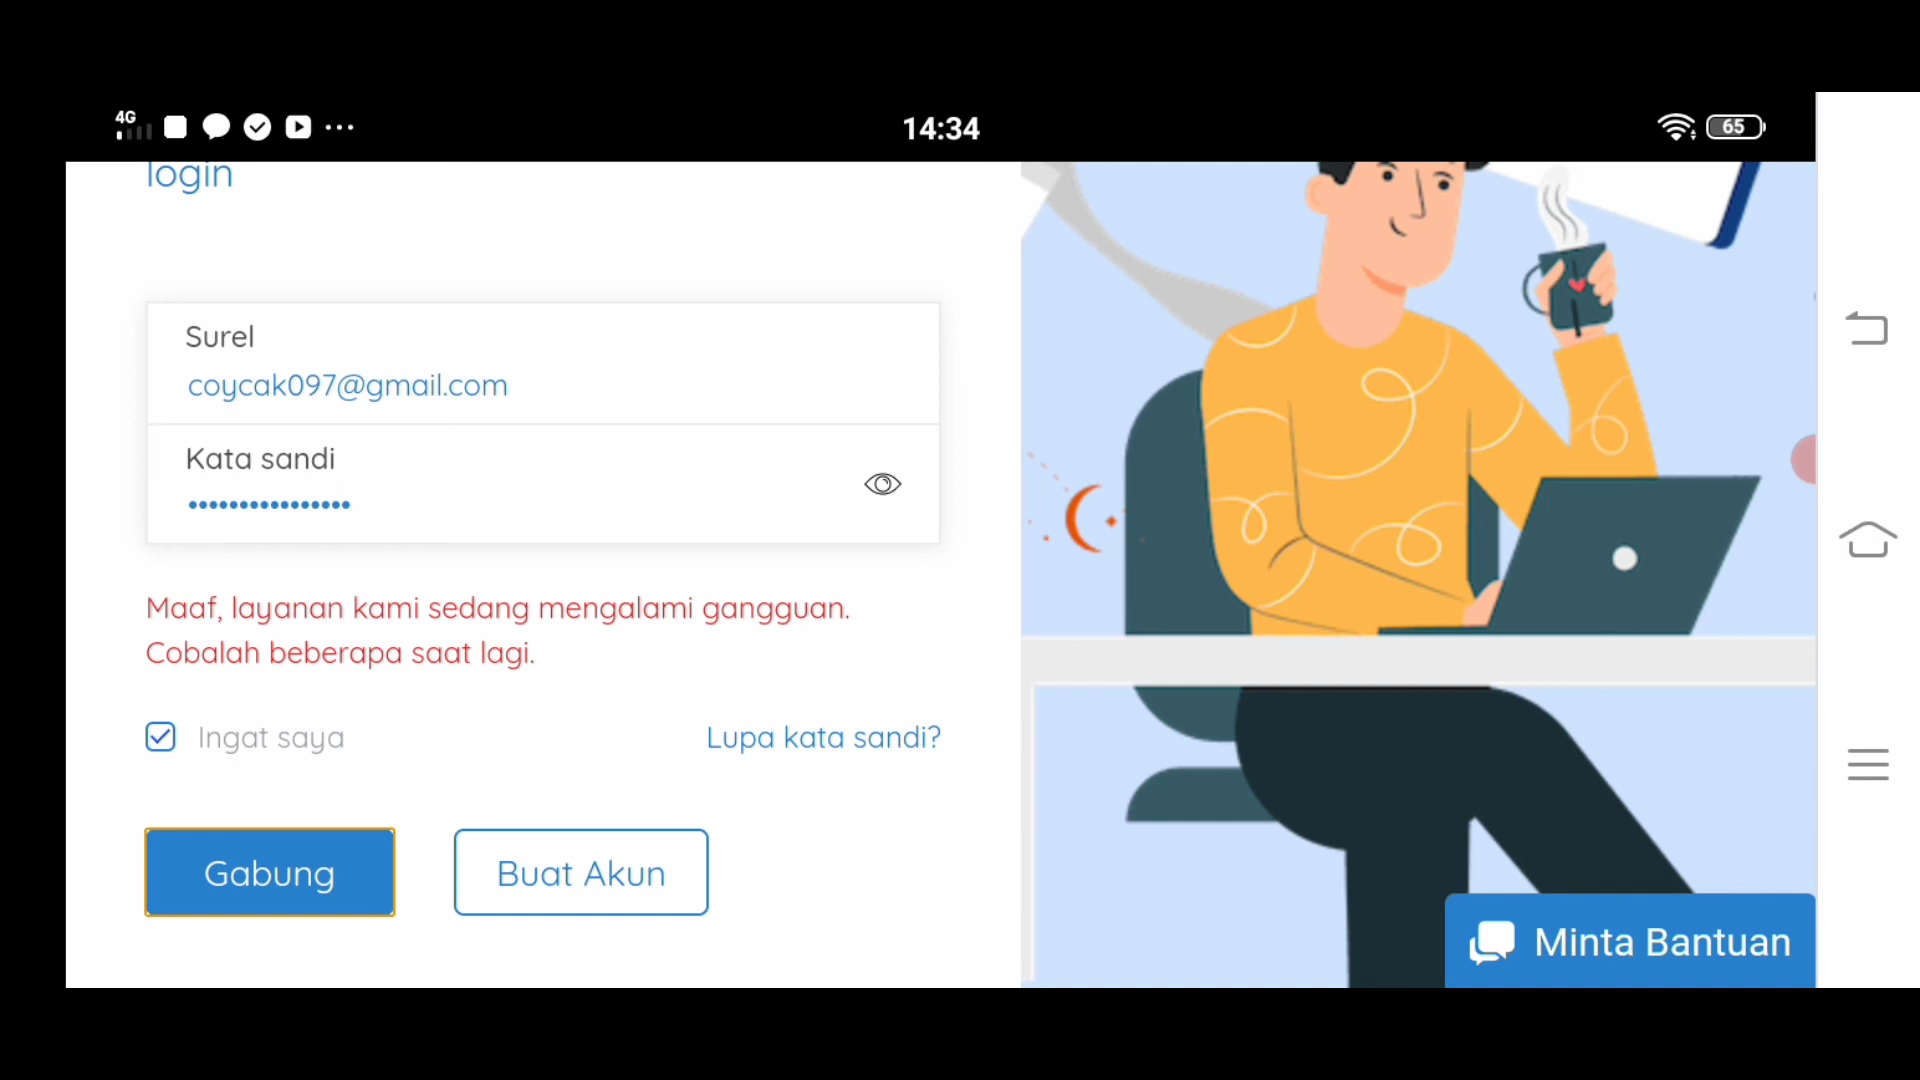 4G
14:34
65
login
Surel
coycak097@gmail.com
Kata sandi
••••••••••••••••
Maaf, layanan kami sedang mengalami gangguan.
Cobalah beberapa saat lagi.
Ingat saya
Lupa kata sandi?
Gabung
Buat Akun
Minta Bantuan